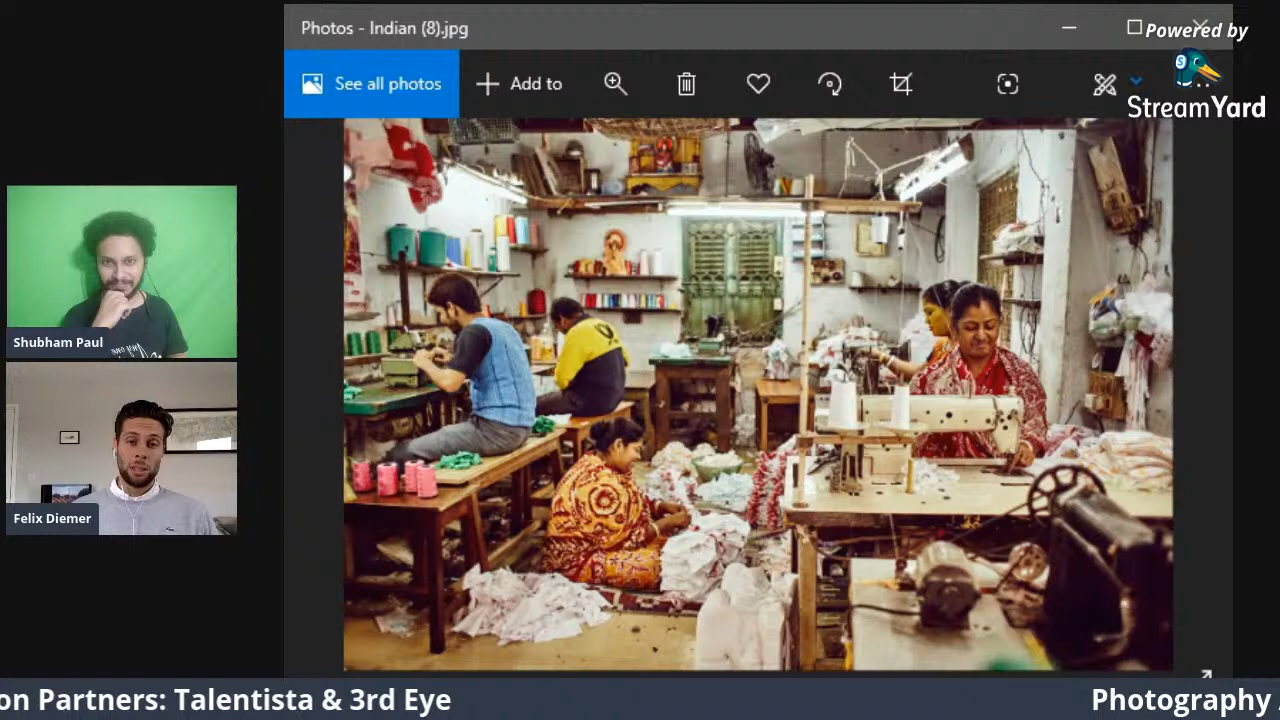 Photos - Indian (8).jpg
Powered by
StreamYard
See all photos
Add to
Shubham Paul
Felix Diemer
on Partners: Talentista & 3rd Eye
Photography